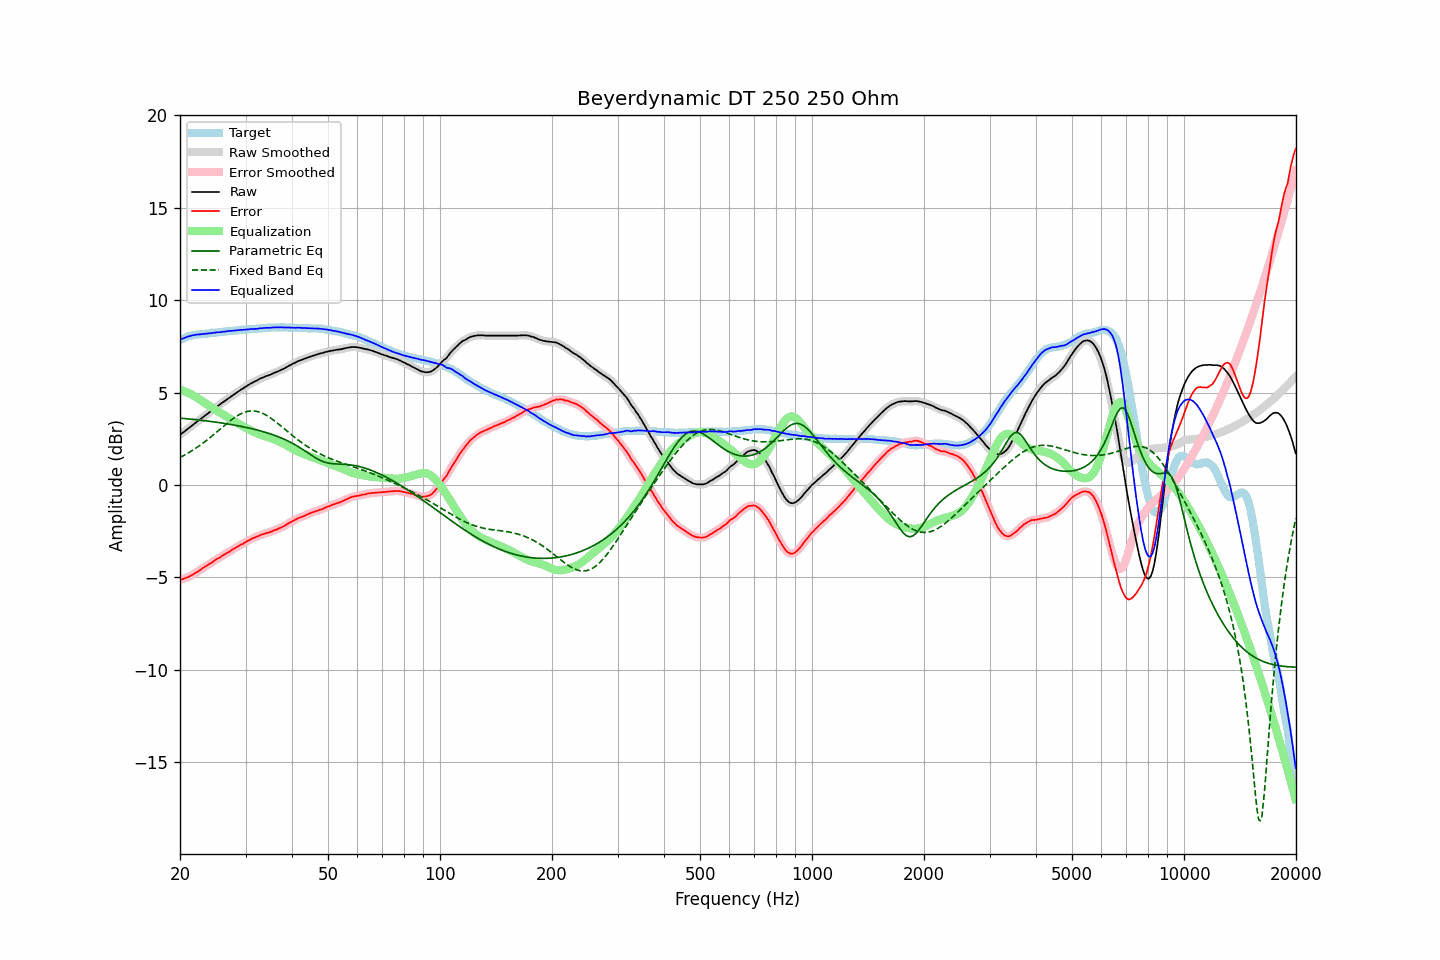 Beyerdynamic DT 250 250 Ohm
Target
Raw Smoothed
Error Smoothed
Raw
Error
Equalization
Parametric Eq
Fixed Band Eq
Equalized
20
15
10
5
0
−5
−10
−15
Amplitude (dBr)
20
50
100
200
500
1000
2000
5000
10000
20000
Frequency (Hz)